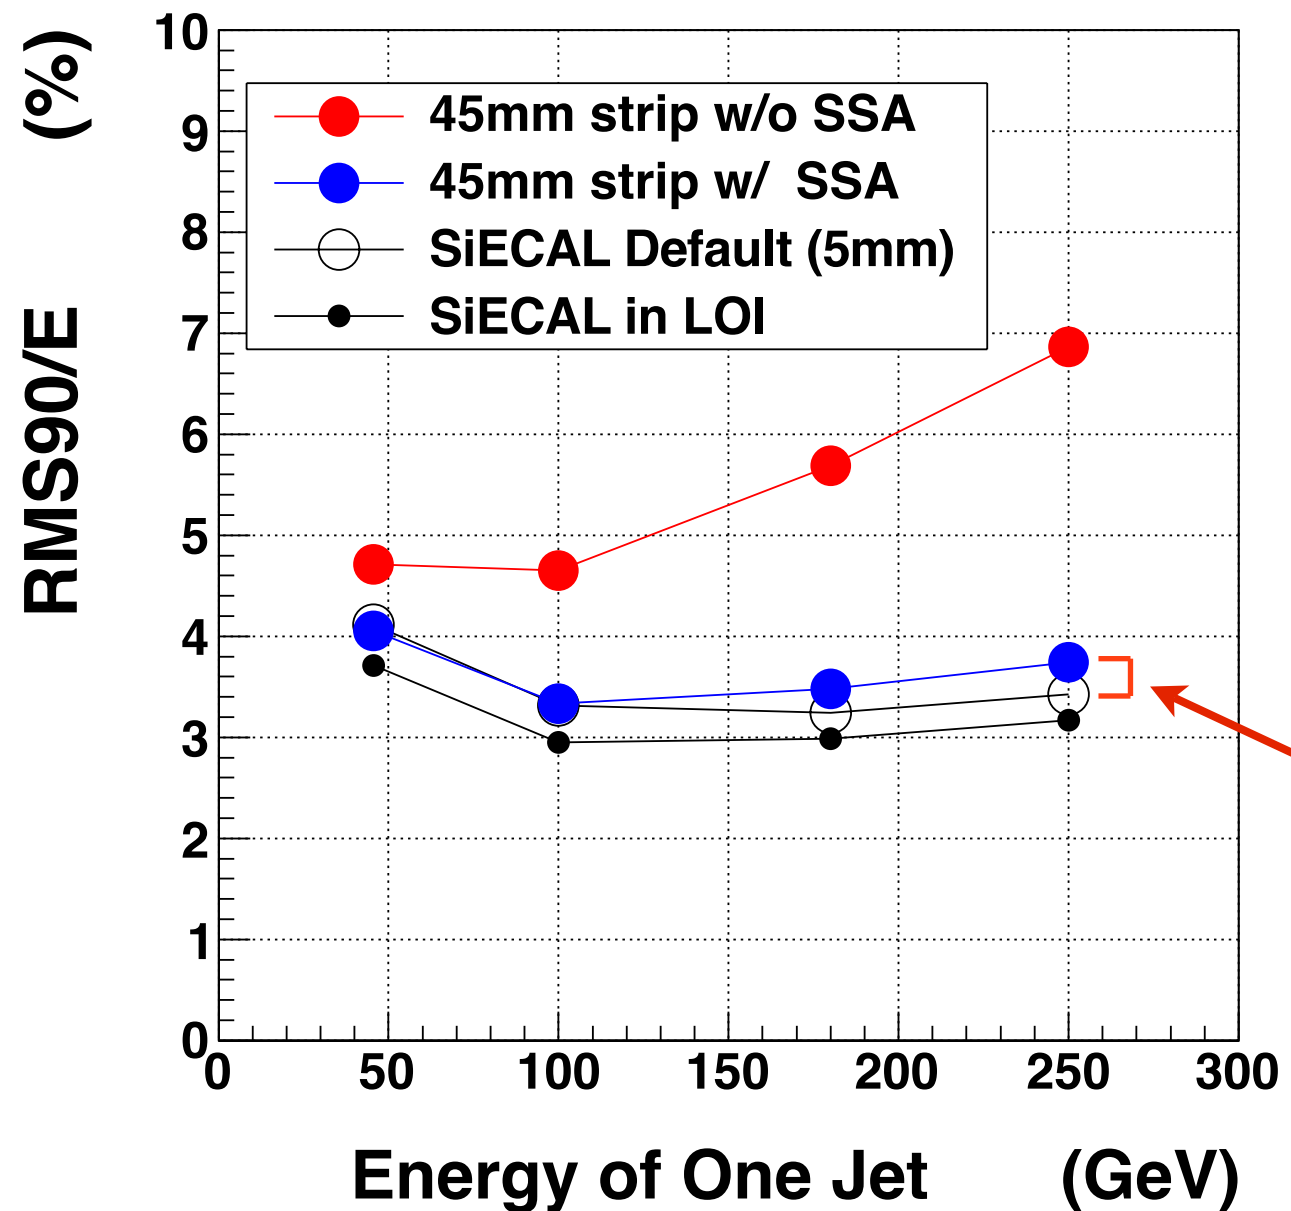 RMS90/E (%)
10
9
8
7
6
5
4
3
2
1
0
45mm strip w/o SSA
45mm strip w/ SSA
SiECAL Default (5mm)
SiECAL in LOI
0 50 100 150 200 250 300
Energy of One Jet (GeV)